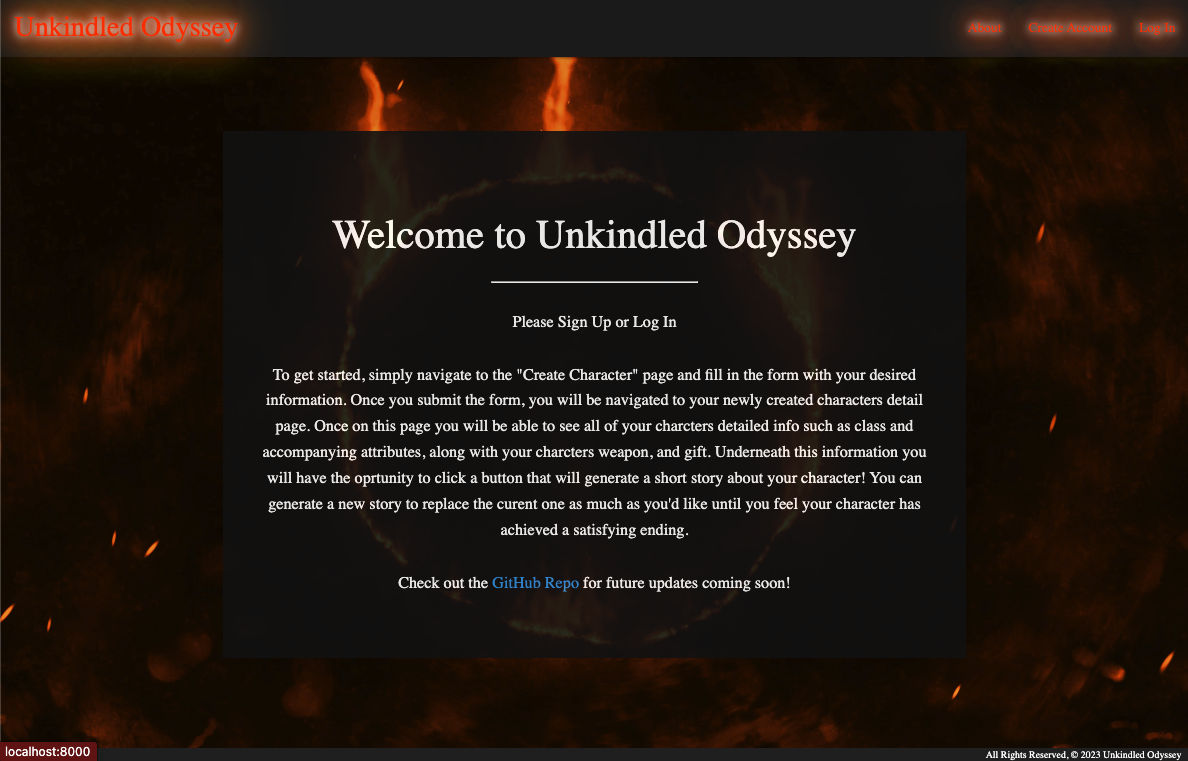 Unkindled Odyssey
About
Create Account
Log In
Welcome to Unkindled Odyssey
Please Sign Up or Log In
To get started, simply navigate to the "Create Character" page and fill in the form with your desired
information. Once you submit the form, you will be navigated to your newly created characters detail
page. Once on this page you will be able to see all of your charcters detailed info such as class and
accompanying attributes, along with your charcters weapon, and gift. Underneath this information you
will have the oprtunity to click a button that will generate a short story about your character! You can
generate a new story to replace the curent one as much as you'd like until you feel your character has
achieved a satisfying ending.
Check out the GitHub Repo for future updates coming soon!
localhost:8000
All Rights Reserved, © 2023 Unkindled Odyssey